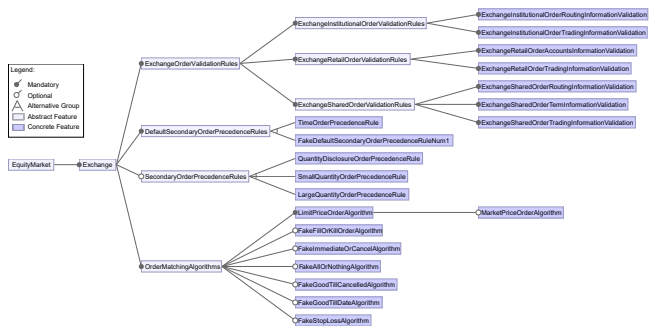 Legend:
Mandatory
Optional
Alternative Group
Abstract Feature
Concrete Feature
EquityMarket
Exchange
ExchangeOrderValidationRules
ExchangeInstitutionalOrderValidationRules
ExchangeInstitutionalOrderRoutingInformationValidation
ExchangeInstitutionalOrderTradingInformationValidation
ExchangeRetailOrderValidationRules
ExchangeRetailOrderAccountsInformationValidation
ExchangeRetailOrderTradingInformationValidation
ExchangeSharedOrderValidationRules
ExchangeSharedOrderRoutingInformationValidation
ExchangeSharedOrderTermInformationValidation
ExchangeSharedOrderTradingInformationValidation
DefaultSecondaryOrderPrecedenceRules
TimeOrderPrecedenceRule
FakeDefaultSecondaryOrderPrecedenceRuleNum1
SecondaryOrderPrecedenceRules
QuantityDisclosureOrderPrecedenceRule
SmallQuantityOrderPrecedenceRule
LargeQuantityOrderPrecedenceRule
OrderMatchingAlgorithms
LimitPriceOrderAlgorithm
MarketPriceOrderAlgorithm
FakeFillOrKillOrderAlgorithm
FakeImmediateOrCancelAlgorithm
FakeAllOrNothingAlgorithm
FakeGoodTillCancelledAlgorithm
FakeGoodTillDateAlgorithm
FakeStopLossAlgorithm